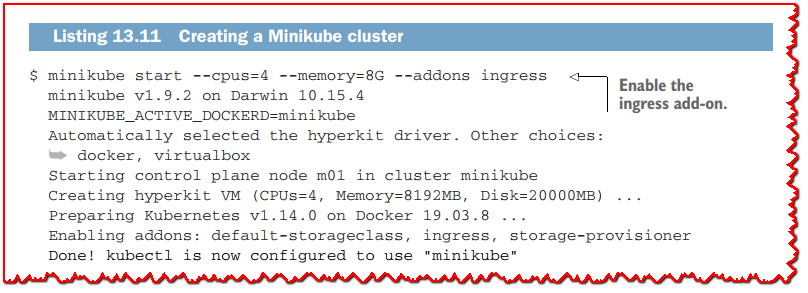 Listing 13.11 Creating a Minikube cluster
$ minikube start --cpus=4 --memory=8G --addons ingress
Enable the
ingress add-on.
minikube v1.9.2 on Darwin 10.15.4
MINIKUBE_ACTIVE_DOCKERD=minikube
Automatically selected the hyperkit driver. Other choices:
➥ docker, virtualbox
Starting control plane node m01 in cluster minikube
Creating hyperkit VM (CPUs=4, Memory=8192MB, Disk=20000MB) ...
Preparing Kubernetes v1.14.0 on Docker 19.03.8 ...
Enabling addons: default-storageclass, ingress, storage-provisioner
Done! kubectl is now configured to use "minikube"